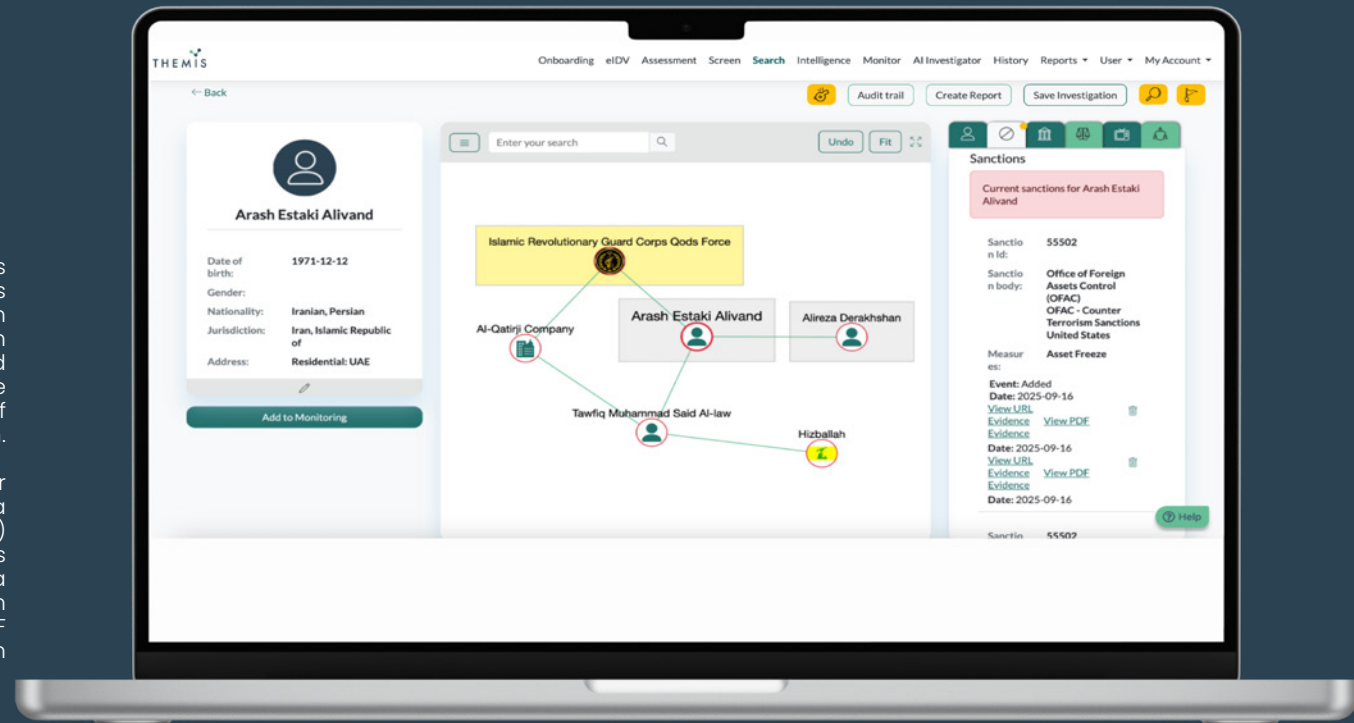 THEMIS
Onboarding eIDV Assessment Screen Search Intelligence Monitor AI Investigator History Reports User My Account
← Back
Audit trail
Create Report
Save Investigation
Arash Estaki Alivand
Date of birth: 1971-12-12
Gender:
Nationality: Iranian, Persian
Jurisdiction: Iran, Islamic Republic of
Address: Residential: UAE
Add to Monitoring
Enter your search
Undo
Fit
Islamic Revolutionary Guard Corps Qods Force
Al-Qatirji Company
Arash Estaki Alivand
Alireza Derakhshan
Tawfiq Muhammad Said Al-law
Hizballah
Sanctions
Current sanctions for Arash Estaki
Alivand
Sanctio
n Id:
55502
Sanctio
n body:
Office of Foreign
Assets Control
(OFAC)
OFAC - Counter
Terrorism Sanctions
United States
Measur
es:
Asset Freeze
Event: Added
Date: 2025-09-16
View URL
Evidence View PDF
Evidence
Date: 2025-09-16
View URL
Evidence View PDF
Evidence
Date: 2025-09-16
Sanctio 55502
Help